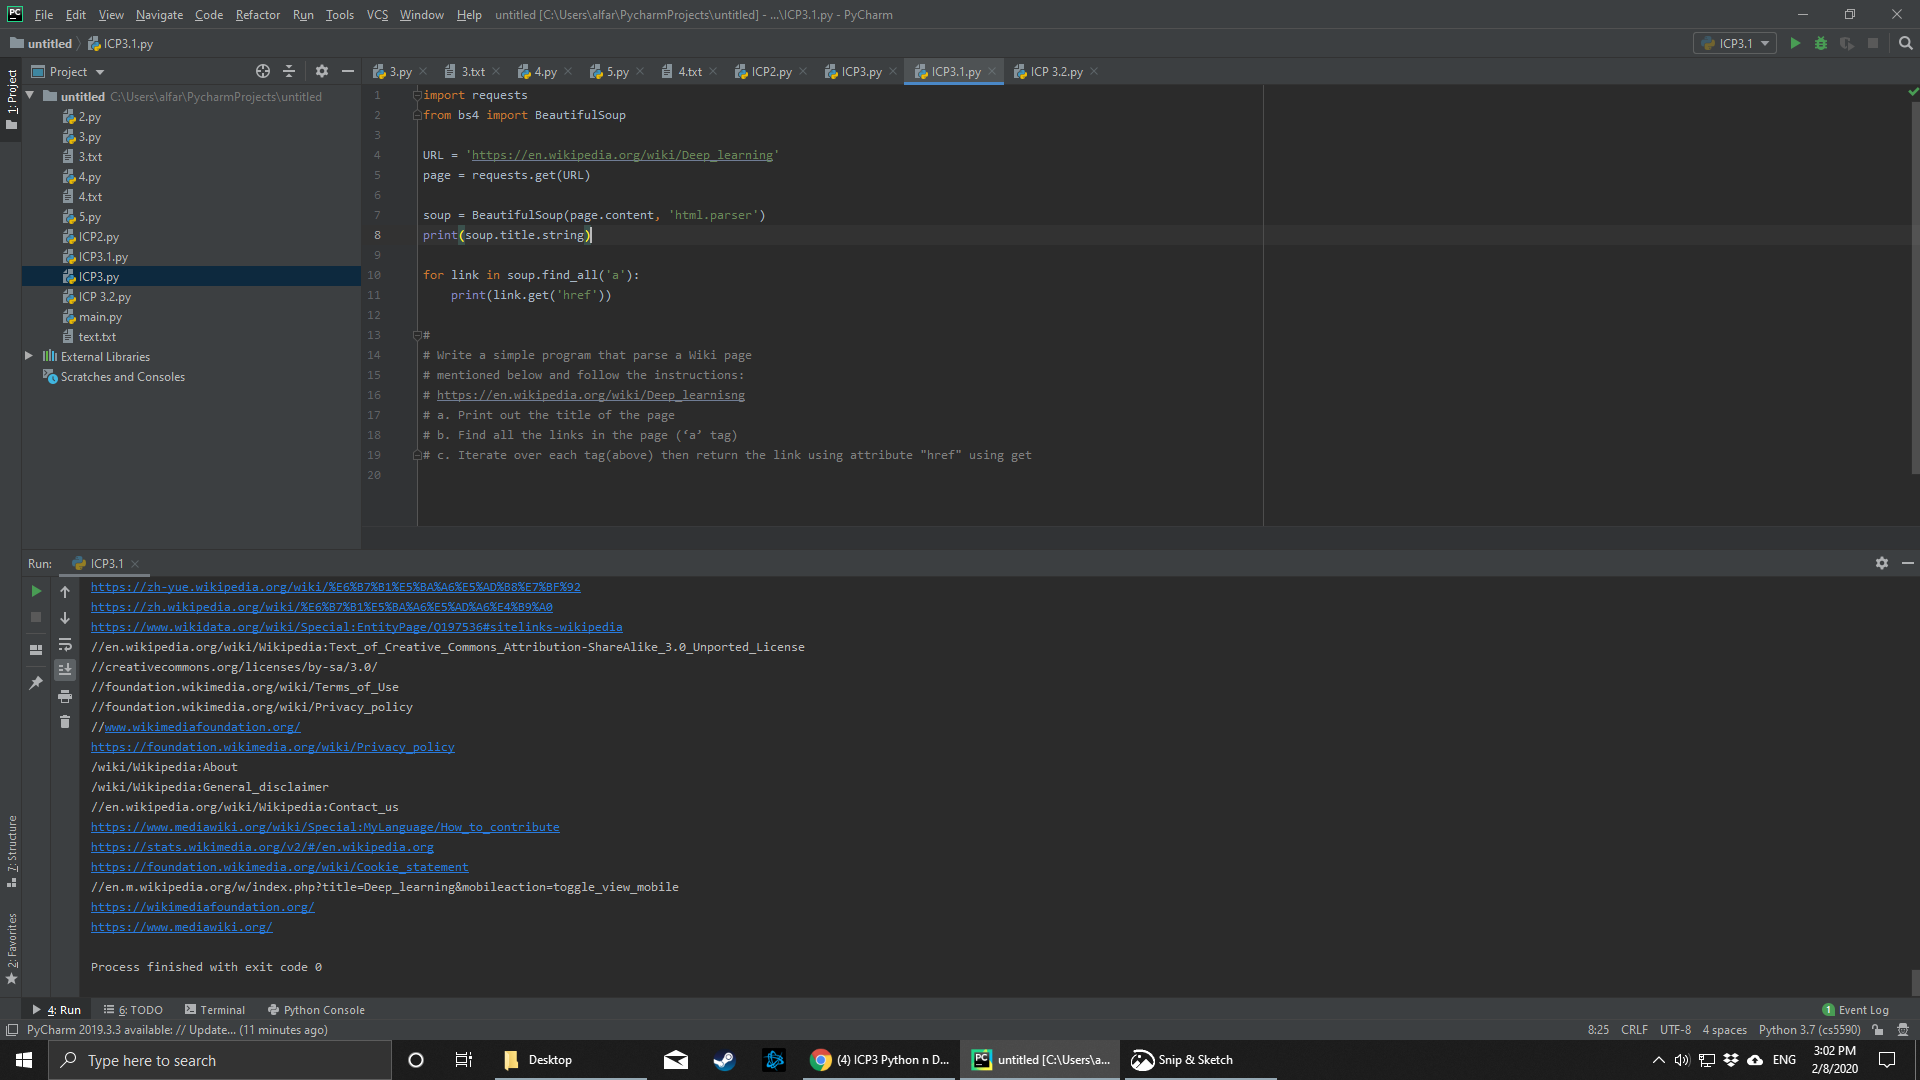 File Edit View Navigate Code Refactor Run Tools VCS Window Help untitled [C:\Users\alfar\PycharmProjects\untitled] - ...\ICP3.1.py - PyCharm
untitled ICP3.1.py ICP3.1
Project 3.py 3.txt 4.py 5.py 4.txt ICP2.py ICP3.py ICP3.1.py ICP 3.2.py
1: Project
untitled C:\Users\alfar\PycharmProjects\untitled
2.py
3.py
3.txt
4.py
4.txt
5.py
ICP2.py
ICP3.1.py
ICP3.py
ICP 3.2.py
main.py
text.txt
External Libraries
Scratches and Consoles
1 import requests
2 from bs4 import BeautifulSoup
3
4 URL = 'https://en.wikipedia.org/wiki/Deep_learning'
5 page = requests.get(URL)
6
7 soup = BeautifulSoup(page.content, 'html.parser')
8 print(soup.title.string)
9
10 for link in soup.find_all('a'):
11 print(link.get('href'))
12
13 #
14 # Write a simple program that parse a Wiki page
15 # mentioned below and follow the instructions:
16 # https://en.wikipedia.org/wiki/Deep_learnisng
17 # a. Print out the title of the page
18 # b. Find all the links in the page (‘a’ tag)
19 # c. Iterate over each tag(above) then return the link using attribute "href" using get
20
Run: ICP3.1
https://zh-yue.wikipedia.org/wiki/%E6%B7%B1%E5%BA%A6%E5%AD%B8%E7%BF%92
https://zh.wikipedia.org/wiki/%E6%B7%B1%E5%BA%A6%E5%AD%A6%E4%B9%A0
https://www.wikidata.org/wiki/Special:EntityPage/Q197536#sitelinks-wikipedia
//en.wikipedia.org/wiki/Wikipedia:Text_of_Creative_Commons_Attribution-ShareAlike_3.0_Unported_License
//creativecommons.org/licenses/by-sa/3.0/
//foundation.wikimedia.org/wiki/Terms_of_Use
//foundation.wikimedia.org/wiki/Privacy_policy
//www.wikimediafoundation.org/
https://foundation.wikimedia.org/wiki/Privacy_policy
/wiki/Wikipedia:About
/wiki/Wikipedia:General_disclaimer
//en.wikipedia.org/wiki/Wikipedia:Contact_us
https://www.mediawiki.org/wiki/Special:MyLanguage/How_to_contribute
https://stats.wikimedia.org/v2/#/en.wikipedia.org
https://foundation.wikimedia.org/wiki/Cookie_statement
//en.m.wikipedia.org/w/index.php?title=Deep_learning&mobileaction=toggle_view_mobile
https://wikimediafoundation.org/
https://www.mediawiki.org/
Process finished with exit code 0
7: Structure
2: Favorites
4: Run 6: TODO Terminal Python Console 1 Event Log
PyCharm 2019.3.3 available: // Update... (11 minutes ago) 8:25 CRLF UTF-8 4 spaces Python 3.7 (cs5590)
Type here to search Desktop (4) ICP3 Python n D... PC untitled [C:\Users\a... Snip & Sketch ENG 3:02 PM
2/8/2020